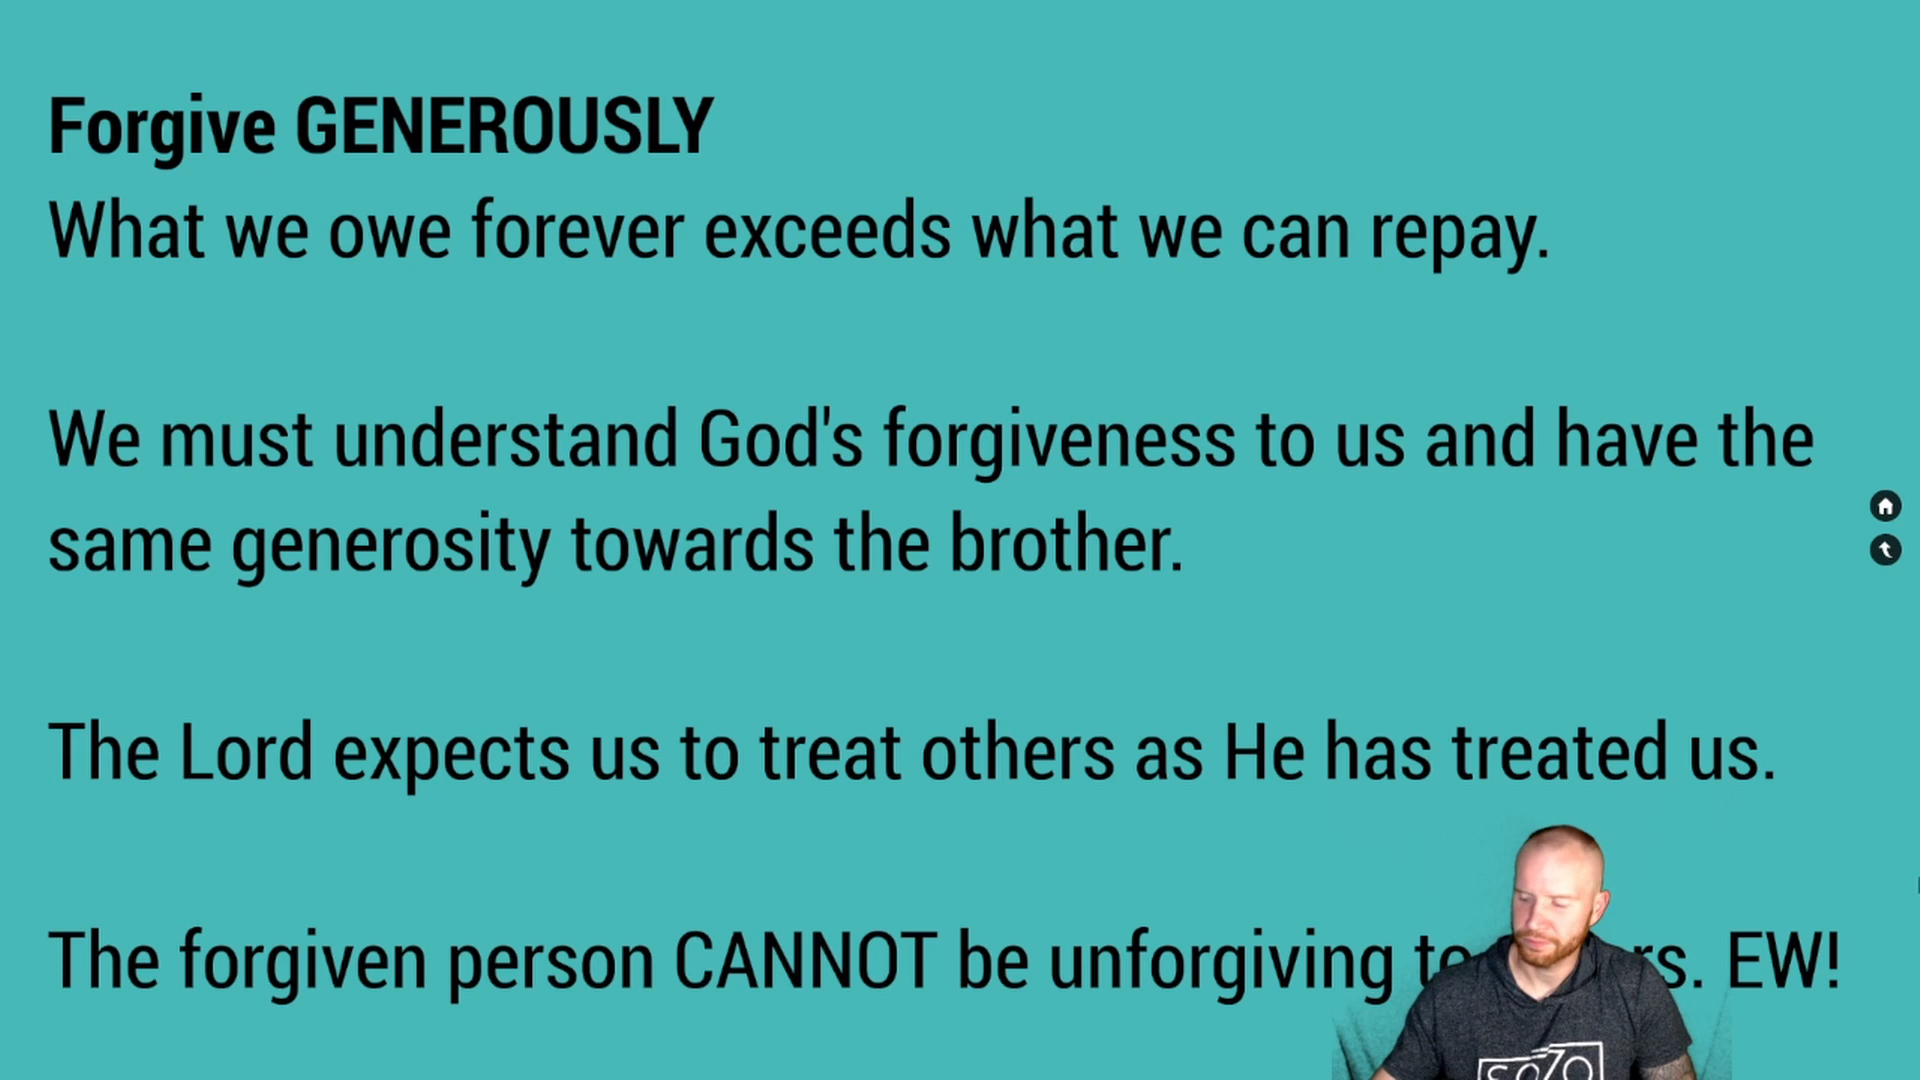 Forgive GENEROUSLY
What we owe forever exceeds what we can repay.
We must understand God's forgiveness to us and have the
same generosity towards the brother.
The Lord expects us to treat others as He has treated us.
The forgiven person CANNOT be unforgiving to EW!
SOZO